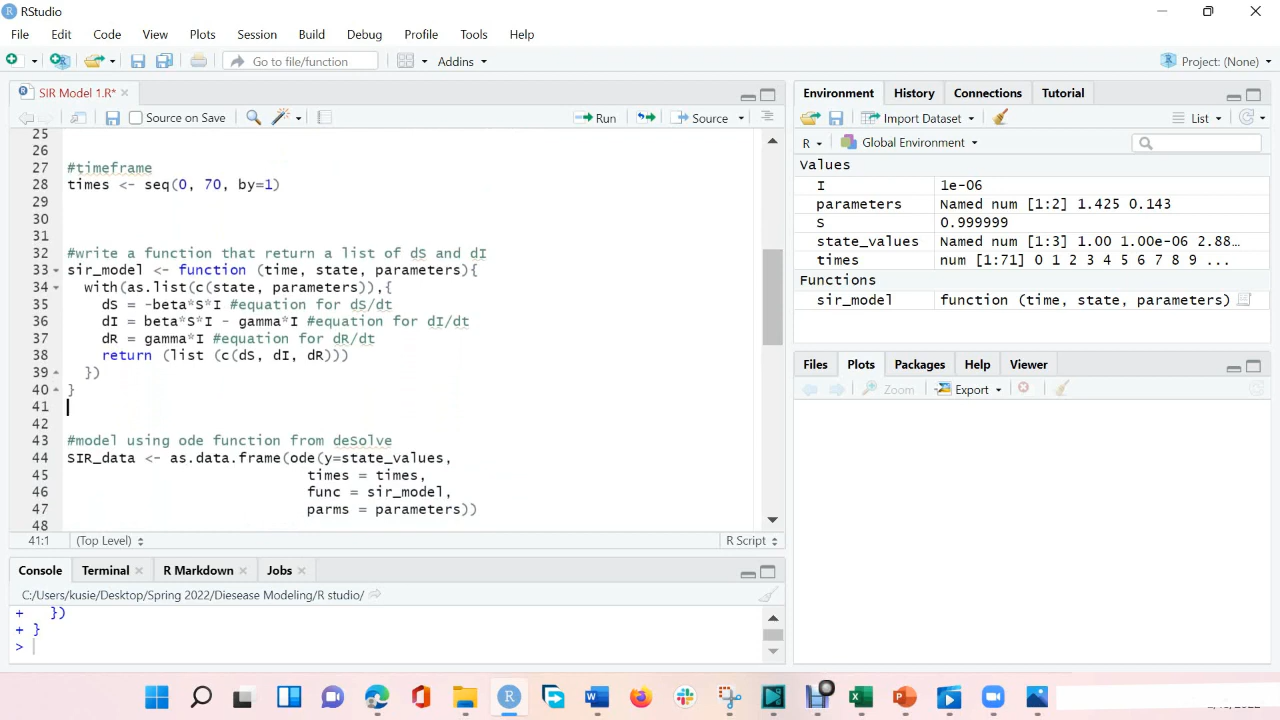 RStudio
File Edit Code View Plots Session Build Debug Profile Tools Help
Go to file/function Addins Project: (None)
SIR Model 1.R*
Source on Save Run Source
25
26
27 #timeframe
28 times <- seq(0, 70, by=1)
29
30
31
32 #write a function that return a list of dS and dI
33 sir_model <- function (time, state, parameters){
34 with(as.list(c(state, parameters)),{
35 dS = -beta*S*I #equation for dS/dt
36 dI = beta*S*I - gamma*I #equation for dI/dt
37 dR = gamma*I #equation for dR/dt
38 return (list (c(dS, dI, dR)))
39 })
40 }
41
42
43 #model using ode function from deSolve
44 SIR_data <- as.data.frame(ode(y=state_values,
45 times = times,
46 func = sir_model,
47 parms = parameters))
48
41:1 (Top Level) R Script
Console Terminal R Markdown Jobs
C:/Users/kusie/Desktop/Spring 2022/Diesease Modeling/R studio/
+ })
+ }
>
Environment History Connections Tutorial
Import Dataset List
R Global Environment
Values
I 1e-06
parameters Named num [1:2] 1.425 0.143
S 0.999999
state_values Named num [1:3] 1.00 1.00e-06 2.88…
times num [1:71] 0 1 2 3 4 5 6 7 8 9 ...
Functions
sir_model function (time, state, parameters)
Files Plots Packages Help Viewer
Zoom Export